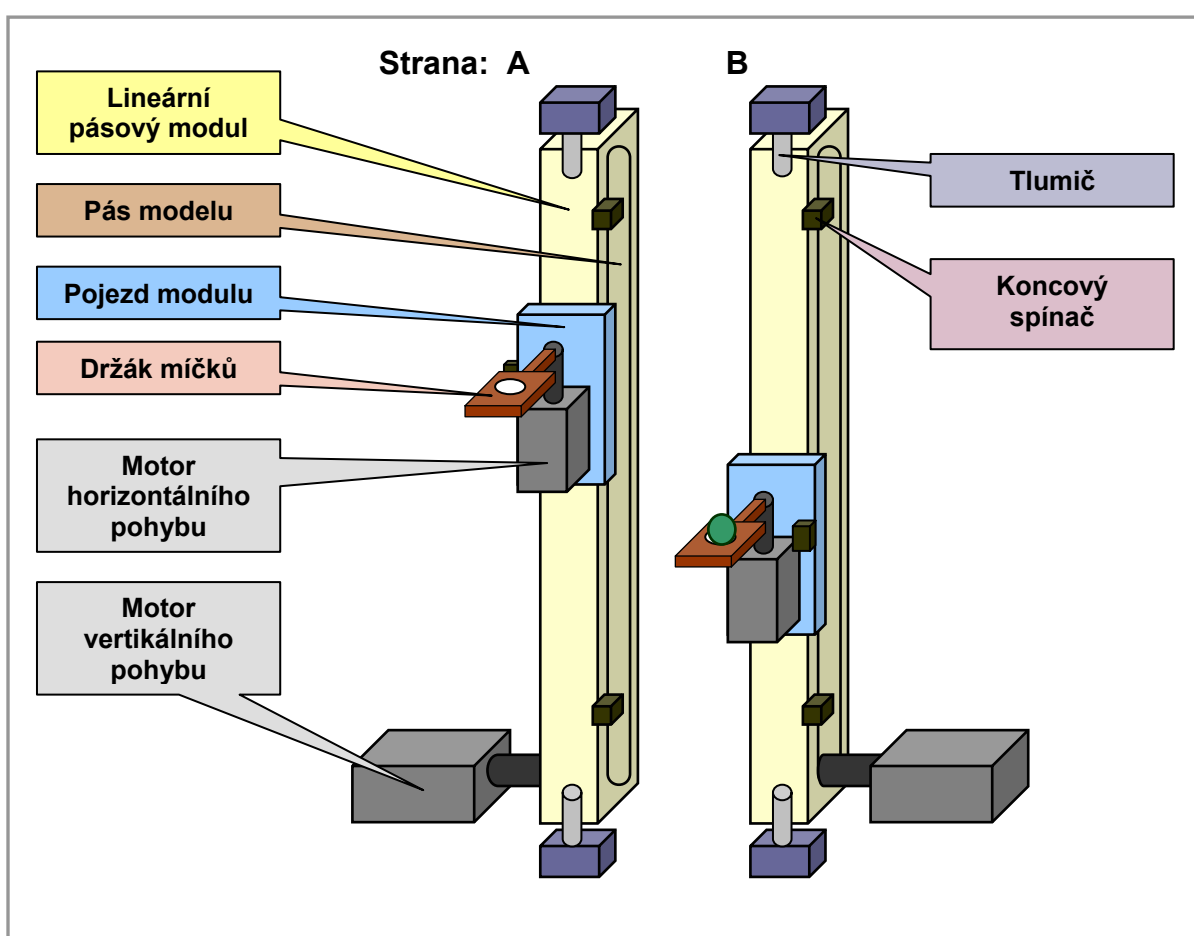 Strana: A
B
Lineární
pásový modul
Pás modelu
Pojezd modulu
Držák míčků
Motor
horizontálního
pohybu
Motor
vertikálního
pohybu
Tlumič
Koncový
spínač